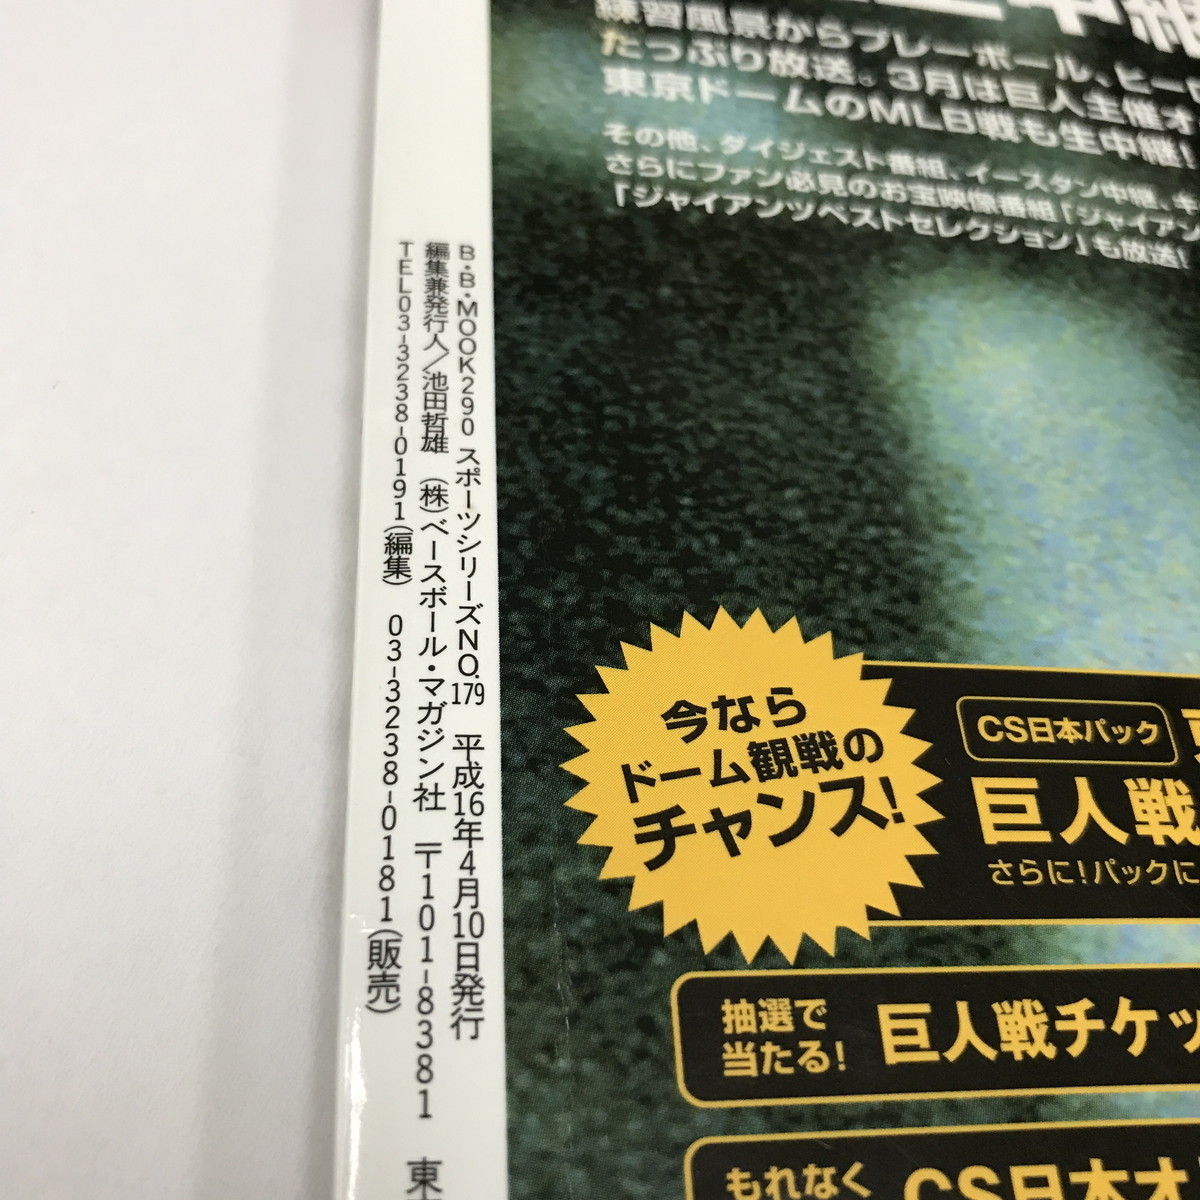 練習風景からプレーボール、ヒー
たっぷり放送。3月は巨人主催オ
東京ドームのMLB戦も生中継!
その他、ダイジェスト番組、イースタン中継、キ
さらにファン必見のお宝映像番組「ジャイアン
「ジャイアンツベストセレクション」も放送!
B・B・MOOK290 スポーツシリーズNO.179 平成16年4月10日発行
編集兼発行人/池田哲雄 (株)ベースボール・マガジン社 〒101-8381 東
TEL03-3238-0191(編集) 03-3238-0181(販売)
今なら
ドーム観戦の
チャンス!
CS日本パック
巨人戦
さらに!パックに
抽選で
当たる!
巨人戦チケッ
もれなく
CS日本オ